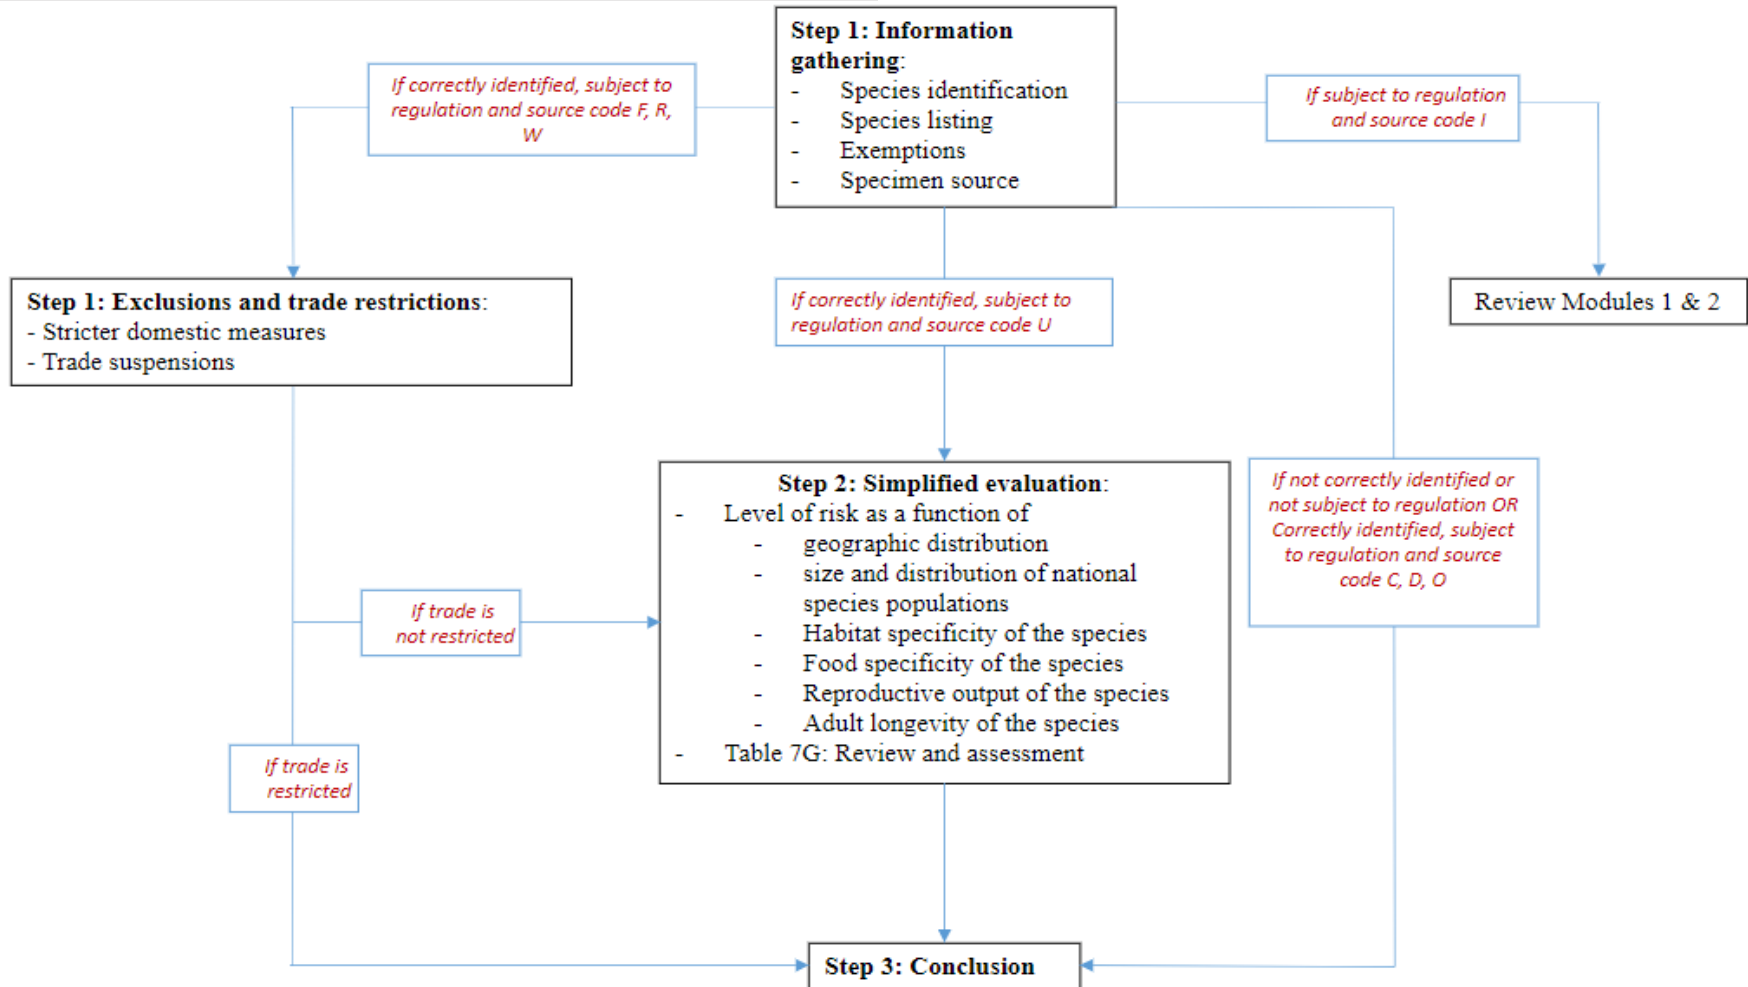 Step 1: Information
gathering:
- Species identification
- Species listing
- Exemptions
- Specimen source
If correctly identified, subject to
regulation and source code F, R,
W
If subject to regulation
and source code I
Step 1: Exclusions and trade restrictions:
- Stricter domestic measures
- Trade suspensions
If correctly identified, subject to
regulation and source code U
Review Modules 1 & 2
Step 2: Simplified evaluation:
- Level of risk as a function of
- geographic distribution
- size and distribution of national
species populations
- Habitat specificity of the species
- Food specificity of the species
- Reproductive output of the species
- Adult longevity of the species
- Table 7G: Review and assessment
If not correctly identified or
not subject to regulation OR
Correctly identified, subject
to regulation and source
code C, D, O
If trade is
not restricted
If trade is
restricted
Step 3: Conclusion